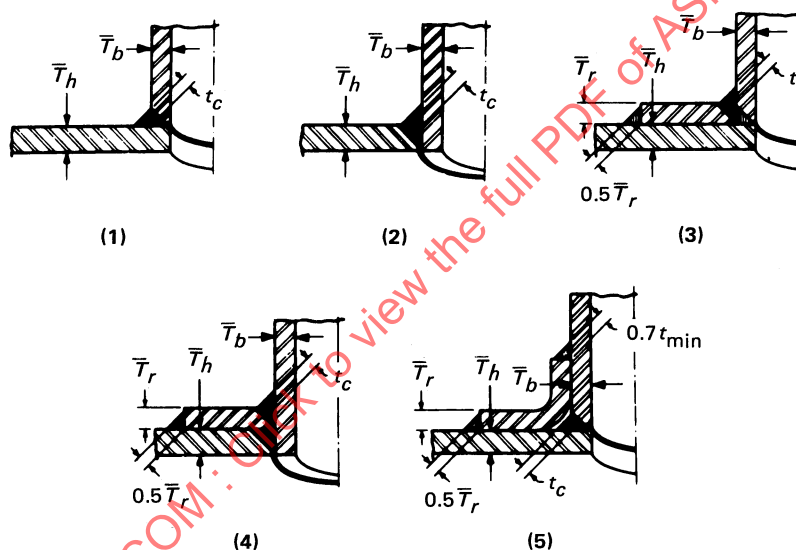 T̅b
T̅h
tc
(1)
T̅b
T̅h
tc
(2)
T̅b
T̅r
T̅h
0.5T̅r
(3)
T̅b
T̅r
T̅h
tc
0.5T̅r
(4)
0.7tmin
T̅r
T̅h
T̅b
0.5T̅r
tc
(5)
COM : Click to view the full PDF of